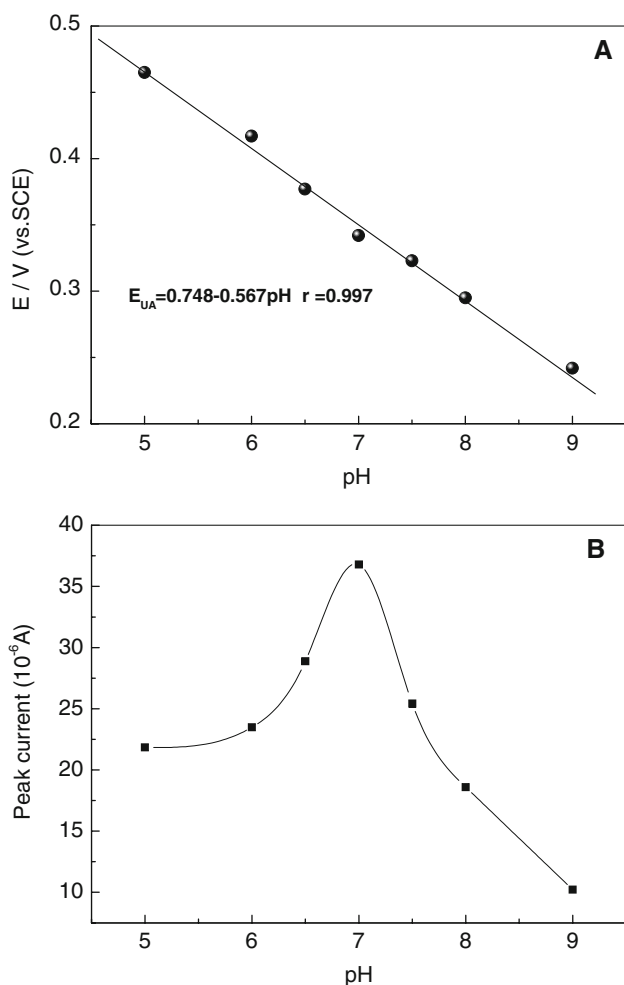 A
0.5
0.4
0.3
0.2
E / V (vs.SCE)
E_UA=0.748-0.567pH r =0.997
5 6 7 8 9
pH
B
40
35
30
25
20
15
10
Peak current (10⁻⁶A)
5 6 7 8 9
pH